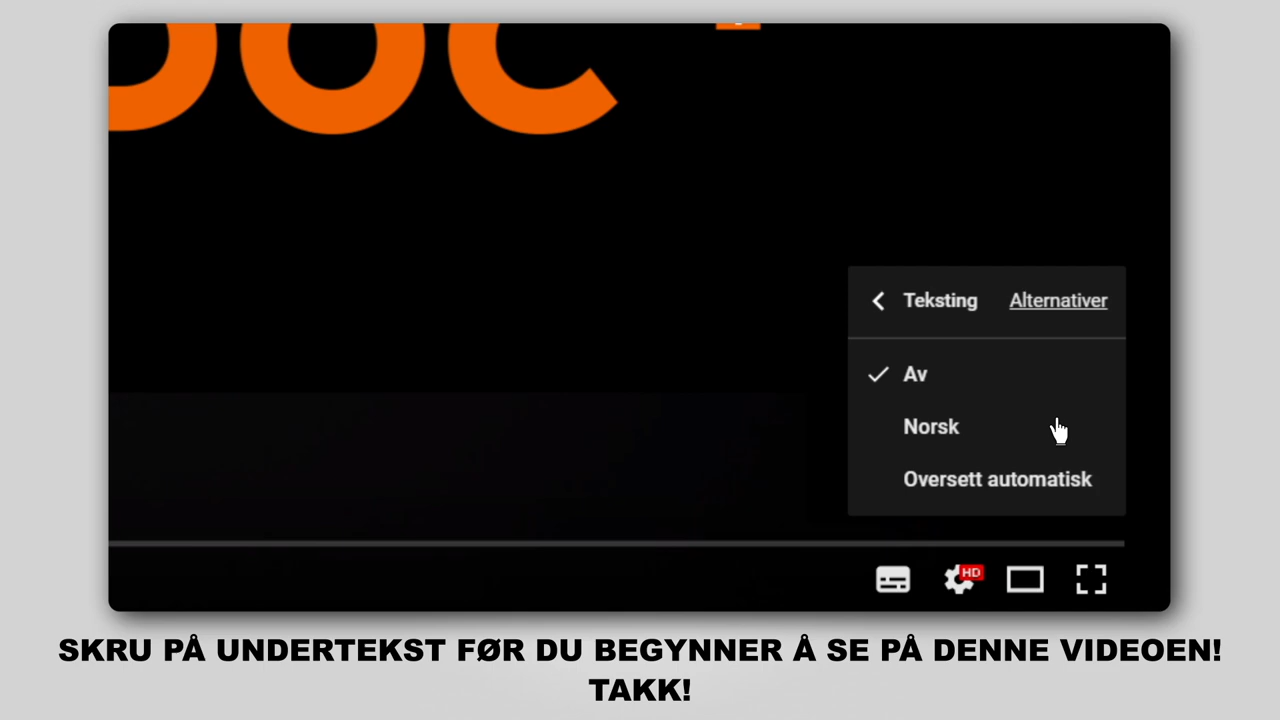 Teksting Alternativer
Av
Norsk
Oversett automatisk
HD
SKRU PÅ UNDERTEKST FØR DU BEGYNNER Å SE PÅ DENNE VIDEOEN!
TAKK!